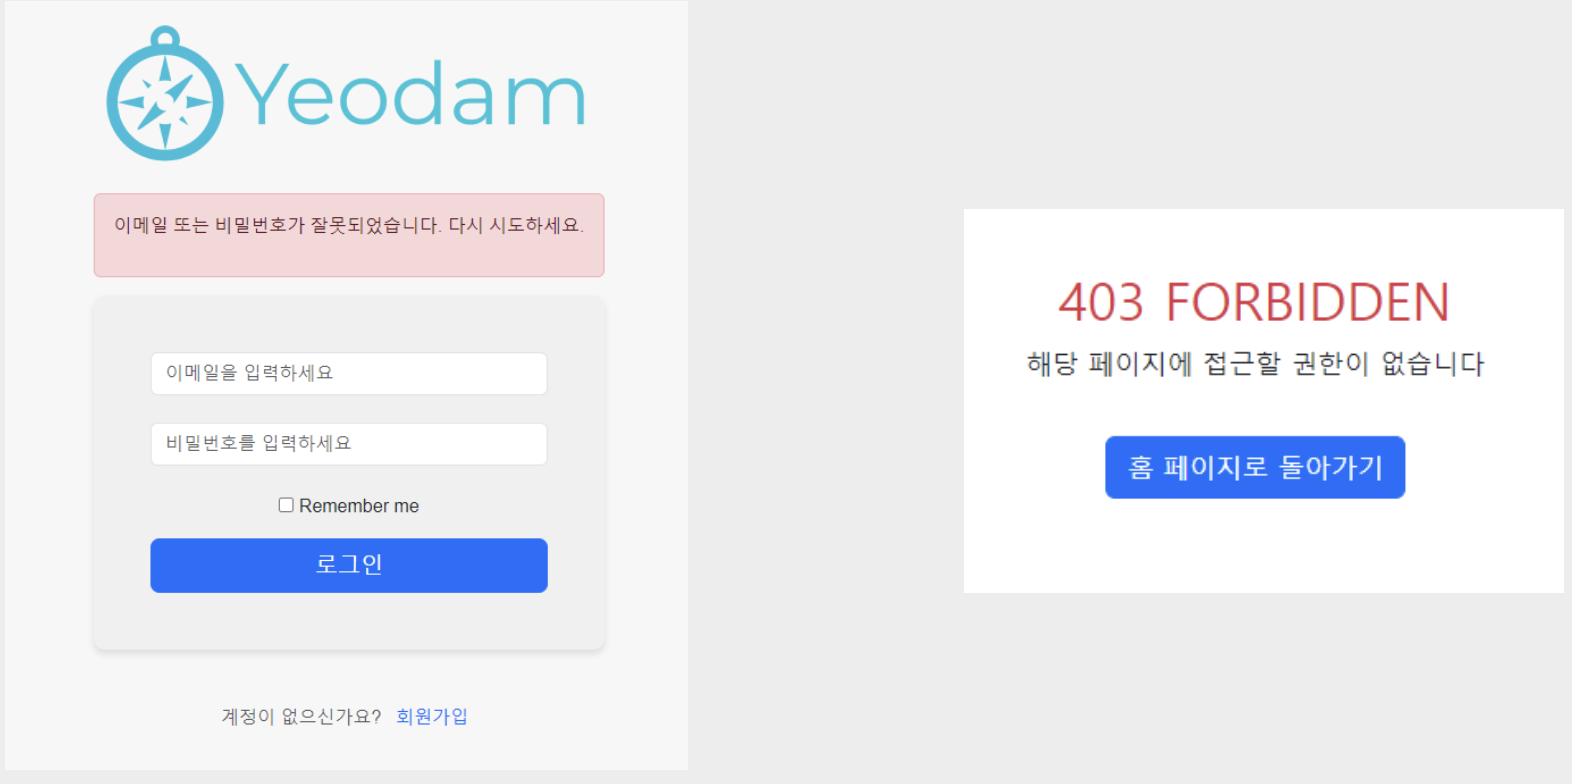 Yeodam
이메일 또는 비밀번호가 잘못되었습니다. 다시 시도하세요.
이메일을 입력하세요
비밀번호를 입력하세요
Remember me
로그인
계정이 없으신가요? 회원가입
403 FORBIDDEN
해당 페이지에 접근할 권한이 없습니다
홈 페이지로 돌아가기